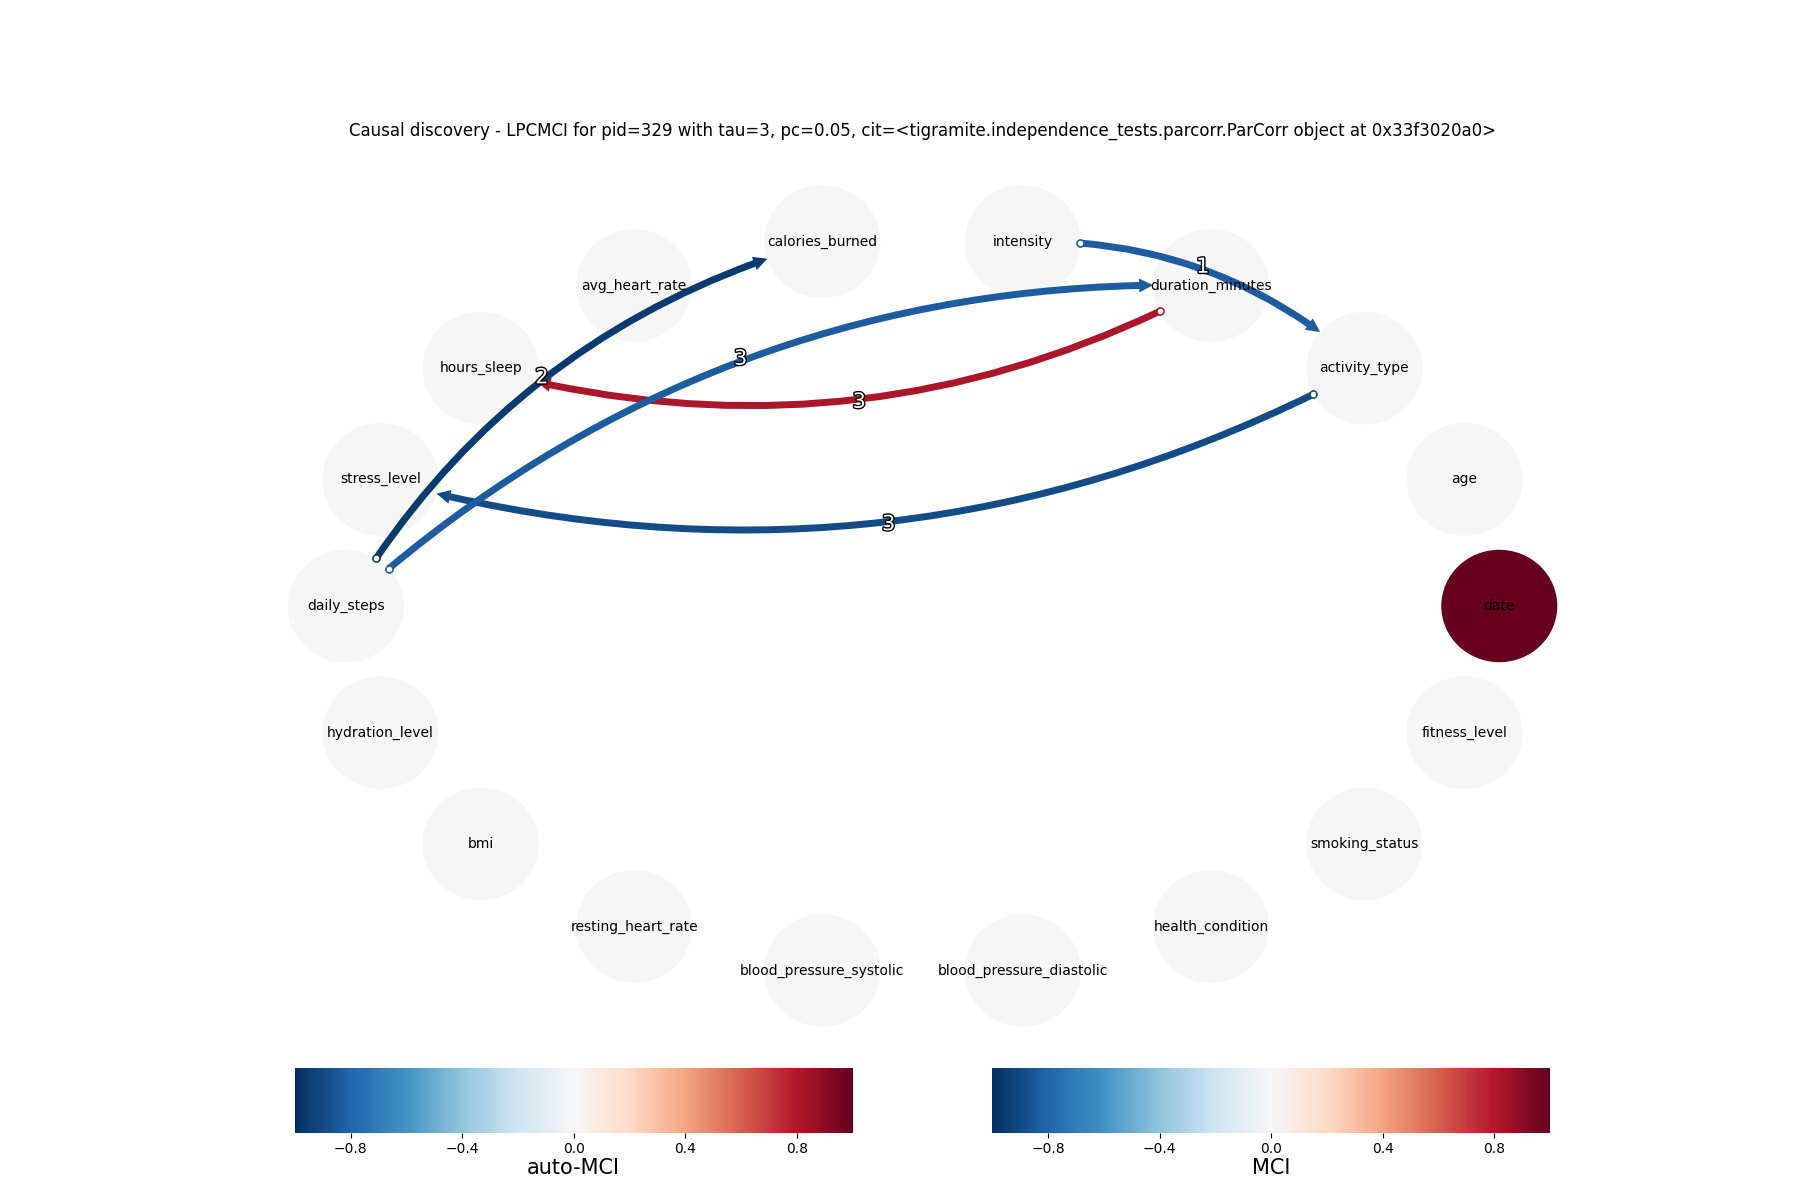 Causal discovery - LPCMCI for pid=329 with tau=3, pc=0.05, cit=<tigramite.independence_tests.parcorr.ParCorr object at 0x33f3020a0>
calories_burned
intensity
1
avg_heart_rate
duration_minutes
3
hours_sleep
2
activity_type
3
stress_level
age
3
daily_steps
date
hydration_level
fitness_level
bmi
smoking_status
resting_heart_rate
health_condition
blood_pressure_systolic
blood_pressure_diastolic
−0.8 −0.4 0.0 0.4 0.8
auto-MCI
−0.8 −0.4 0.0 0.4 0.8
MCI